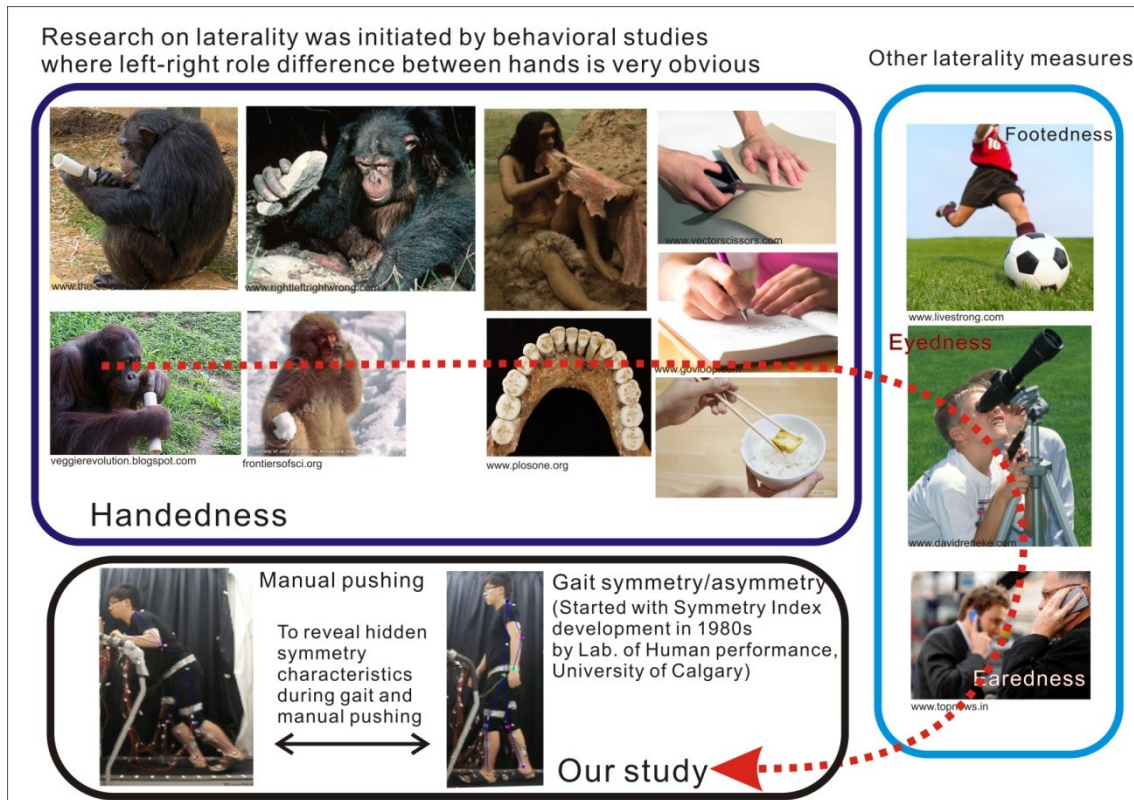 Research on laterality was initiated by behavioral studies
where left-right role difference between hands is very obvious
Other laterality measures
www.rightleftrightwrong.com
www.vectorscissors.com
www.govloop.com
veggierevolution.blogspot.com
frontiersofsci.org
www.plosone.org
Handedness
10
Footedness
www.livestrong.com
Eyedness
www.davidreneke.com
Earedness
www.topnews.in
Manual pushing
To reveal hidden
symmetry
characteristics
during gait and
manual pushing
Gait symmetry/asymmetry
(Started with Symmetry Index
development in 1980s
by Lab. of Human performance,
University of Calgary)
Our study